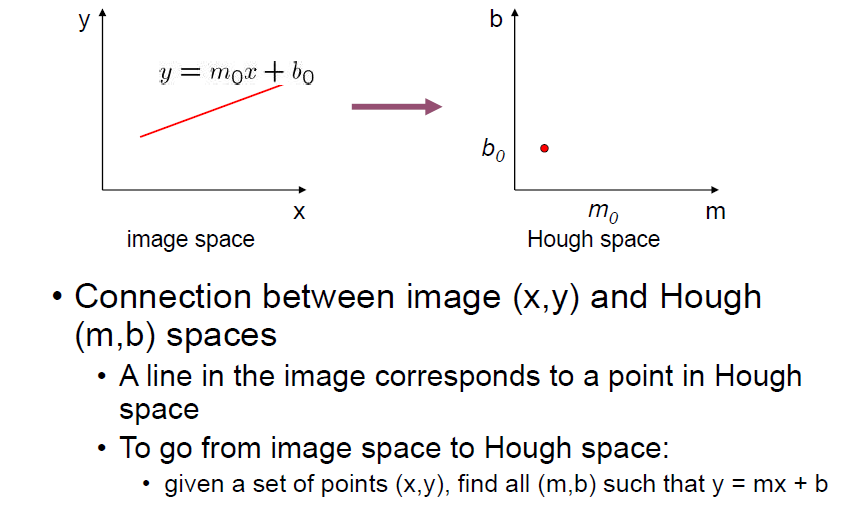 y
b
y = m₀x + b₀
b₀
x
m₀
m
image space
Hough space
• Connection between image (x,y) and Hough
(m,b) spaces
• A line in the image corresponds to a point in Hough
space
• To go from image space to Hough space:
• given a set of points (x,y), find all (m,b) such that y = mx + b